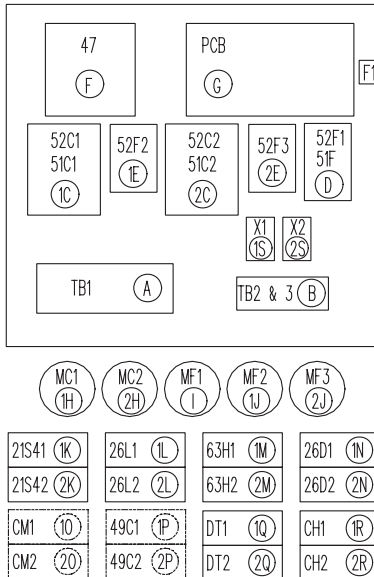 47
PCB
F
G
F1
52C1
51C1
1C
52F2
1E
52C2
51C2
2C
52F3
2E
52F1
51F
D
X1
1S
X2
2S
TB1 A
TB2 & 3 B
MC1
1H
MC2
2H
MF1
I
MF2
1J
MF3
2J
21S41 1K
26L1 1L
63H1 1M
26D1 1N
21S42 2K
26L2 2L
63H2 2M
26D2 2N
CM1 1O
49C1 1P
DT1 1Q
CH1 1R
CM2 2O
49C2 2P
DT2 2Q
CH2 2R